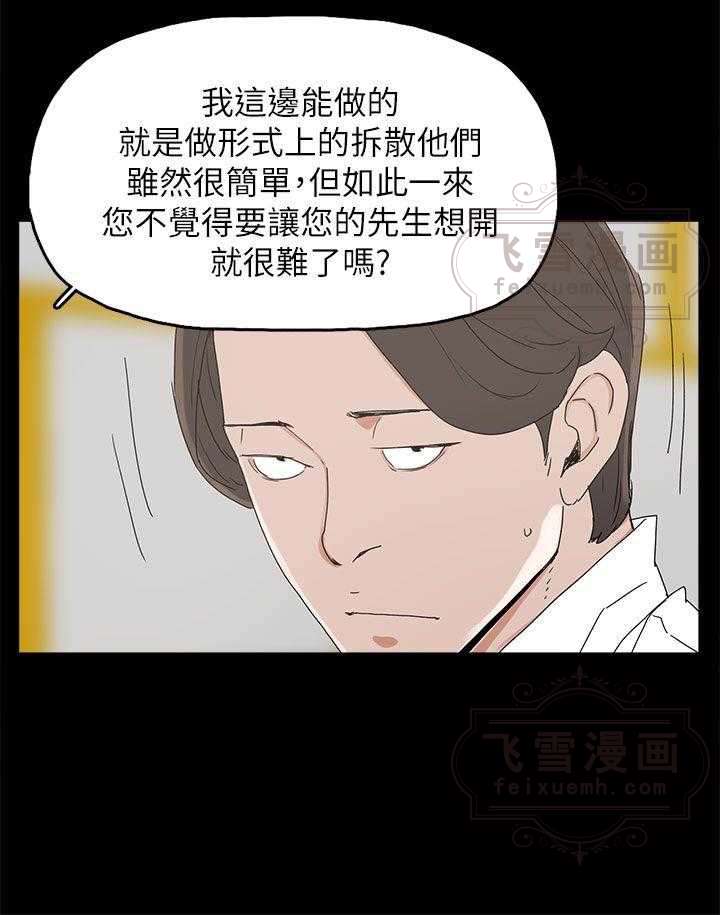 我這邊能做的
就是做形式上的拆散他們
雖然很簡單，但如此一來
您不覺得要讓您的先生想開
就很難了嗎?
飞雪漫画
feixuemh.com
飞雪漫画
feixuemh.com